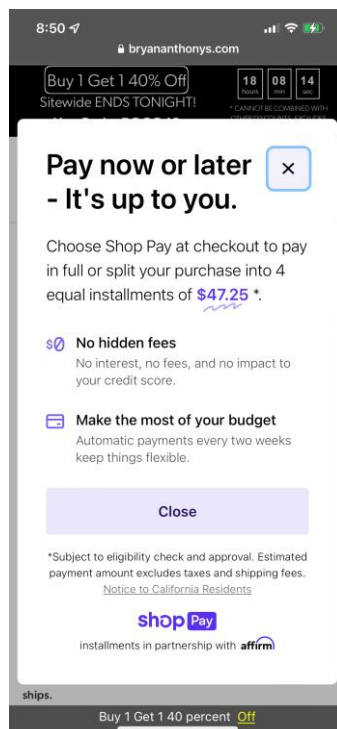 8:50
bryananthonys.com
Buy 1 Get 1 40% Off
Sitewide ENDS TONIGHT!
18 08 14
hours min sec
* CANNOT BE COMBINED WITH
Pay now or later
- It's up to you.
Choose Shop Pay at checkout to pay
in full or split your purchase into 4
equal installments of $47.25 *.
$0 No hidden fees
No interest, no fees, and no impact to
your credit score.
Make the most of your budget
Automatic payments every two weeks
keep things flexible.
Close
*Subject to eligibility check and approval. Estimated
payment amount excludes taxes and shipping fees.
Notice to California Residents
shop Pay
installments in partnership with affirm
ships.
Buy 1 Get 1 40 percent Off